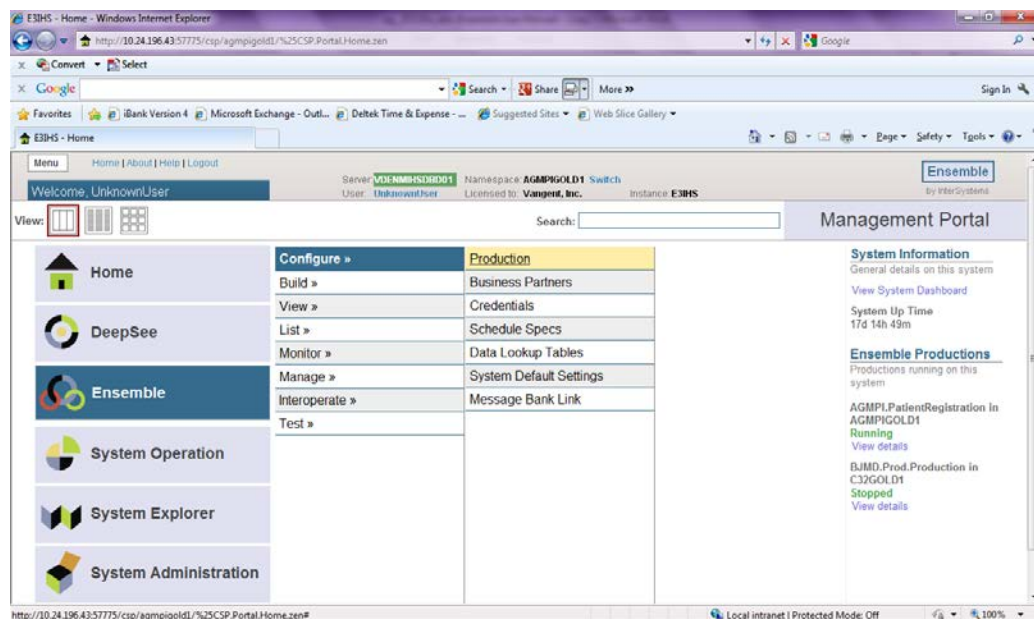 E3IHS - Home - Windows Internet Explorer
http://10.24.196.43:57775/csp/agmpigold1/%25CSP.Portal.Home.zen
Google
x Convert Select
x Google Search Share More >> Sign In
Favorites iBank Version 4 Microsoft Exchange - Outl... Deltek Time & Expense - ... Suggested Sites Web Slice Gallery
E3IHS - Home Page Safety Tools
Menu Home | About | Help | Logout
Server VDENMIHSDBD01 Namespace: AGMPIGOLD1 Switch
User: UnknownUser Licensed to: Vangent, Inc. Instance: E3IHS
Welcome, UnknownUser
Ensemble
by InterSystems
View: Search: Management Portal
Home
DeepSee
Ensemble
System Operation
System Explorer
System Administration
Configure »
Build »
View »
List »
Monitor »
Manage »
Interoperate »
Test »
Production
Business Partners
Credentials
Schedule Specs
Data Lookup Tables
System Default Settings
Message Bank Link
System Information
General details on this system
View System Dashboard
System Up Time
17d 14h 49m
Ensemble Productions
Productions running on this
system
AGMPI.PatientRegistration in
AGMPIGOLD1
Running
View details
BJMD.Prod.Production in
C32GOLD1
Stopped
View details
http://10.24.196.43:57775/csp/agmpigold1/%25CSP.Portal.Home.zen# Local intranet | Protected Mode: Off 100%